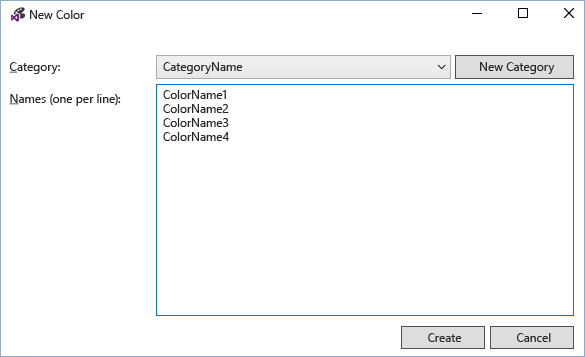 New Color
Category:
CategoryName
New Category
Names (one per line):
ColorName1
ColorName2
ColorName3
ColorName4
Create
Cancel